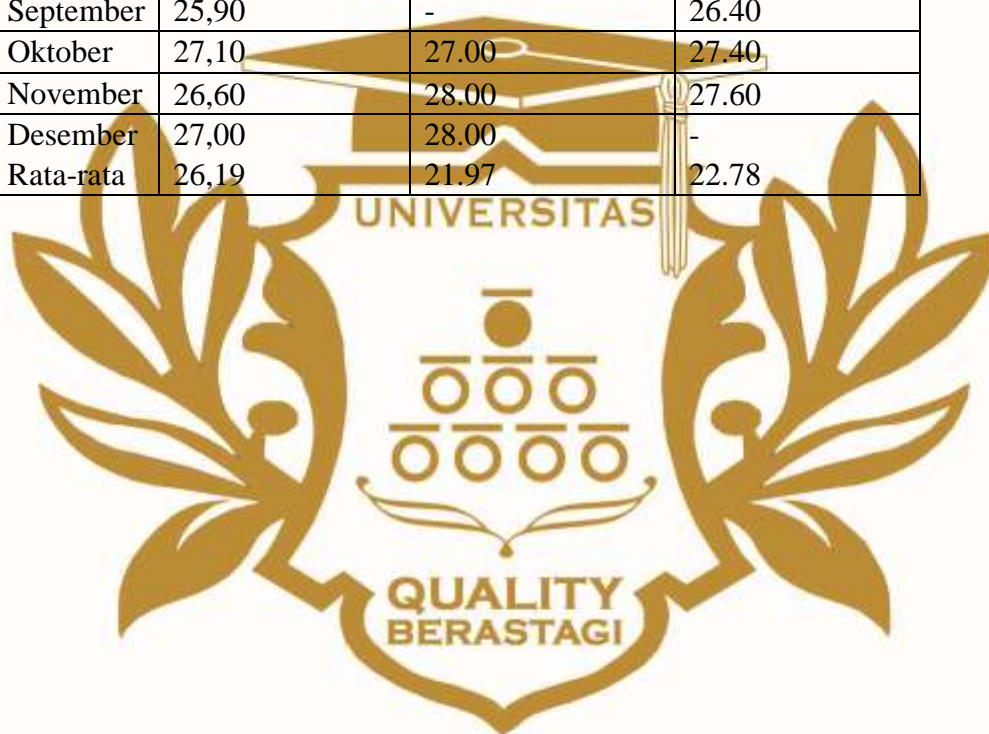 September 25,90 - 26.40
Oktober 27,10 27.00 27.40
November 26,60 28.00 27.60
Desember 27,00 28.00 -
Rata-rata 26,19 21.97 22.78
UNIVERSITAS
QUALITY
BERASTAGI